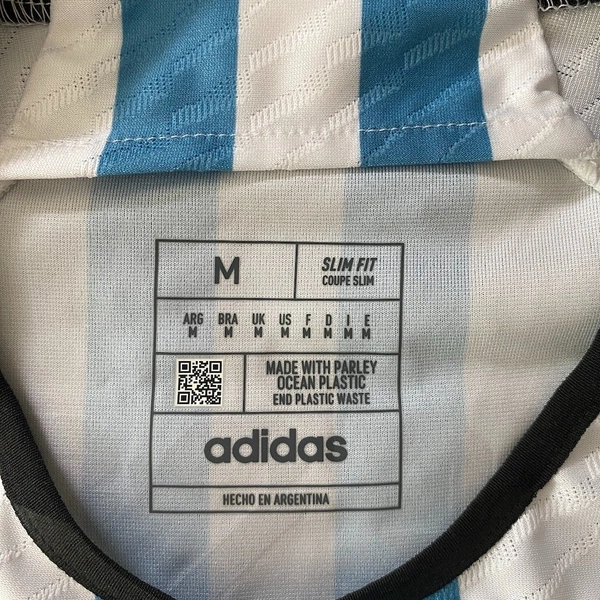 M
SLIM FIT
COUPE SLIM
ARG BRA UK US F D I E
M M M M M M M M
MADE WITH PARLEY
OCEAN PLASTIC
END PLASTIC WASTE
adidas
HECHO EN ARGENTINA